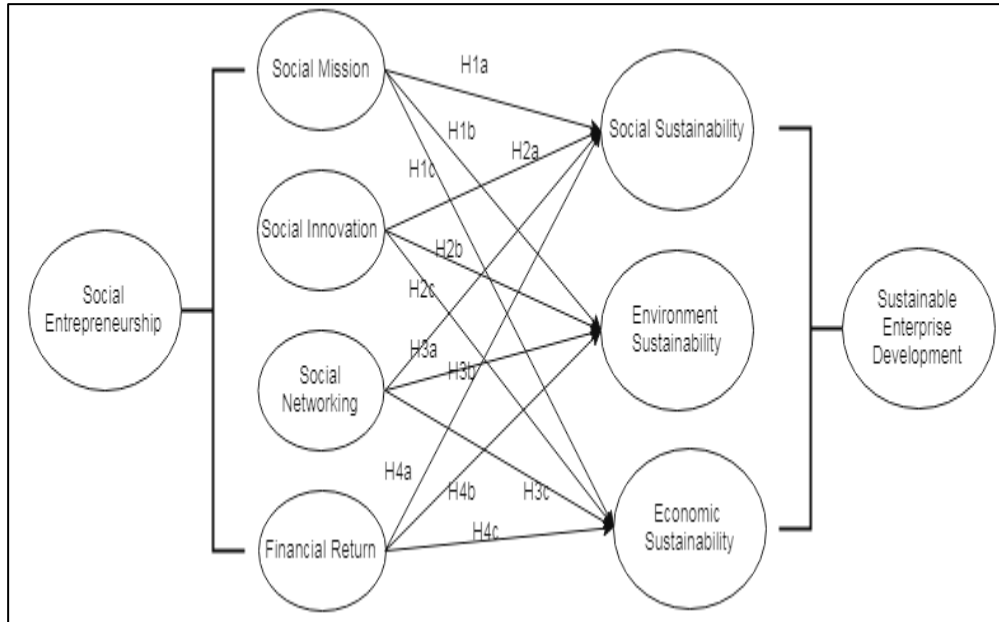 Social
Entrepreneurship
Social Mission
Social Innovation
Social
Networking
Financial Return
H1a
H1b
H1c
H2a
H2b
H2c
H3a
H3b
H3c
H4a
H4b
H4c
Social Sustainability
Environment
Sustainability
Economic
Sustainability
Sustainable
Enterprise
Development